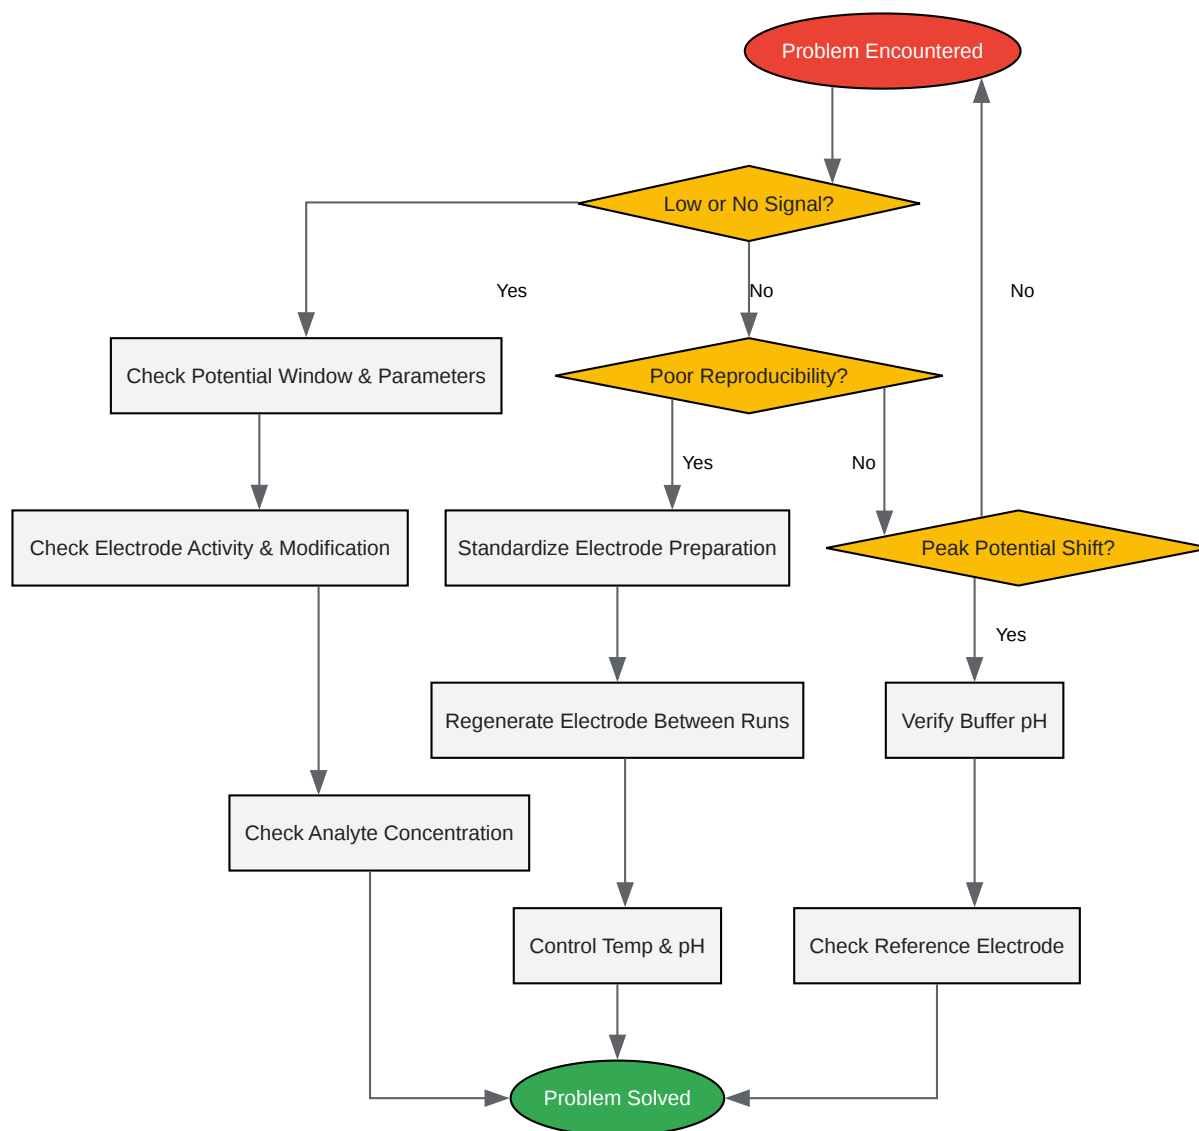 Problem Encountered
Low or No Signal?
Yes
No
No
Check Potential Window & Parameters
Poor Reproducibility?
Yes
No
Check Electrode Activity & Modification
Standardize Electrode Preparation
Peak Potential Shift?
Yes
Regenerate Electrode Between Runs
Verify Buffer pH
Check Analyte Concentration
Control Temp & pH
Check Reference Electrode
Problem Solved